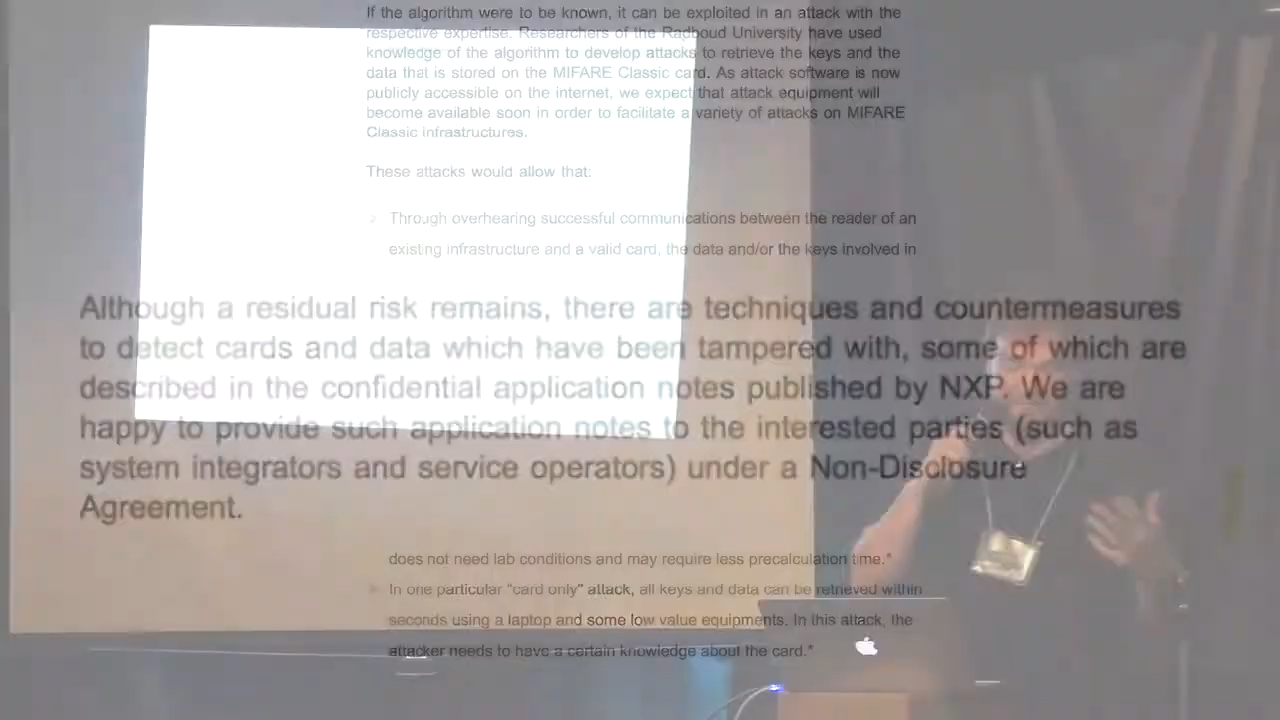 If the algorithm were to be known, it can be exploited in an attack with the
respective expertise. Researchers of the Radboud University have used
knowledge of the algorithm to develop attacks to retrieve the keys and the
data that is stored on the MIFARE Classic card. As attack software is now
publicly accessible on the internet, we expect that attack equipment will
become available soon in order to facilitate a variety of attacks on MIFARE
Classic infrastructures.
These attacks would allow that:
Through overhearing successful communications between the reader of an
existing infrastructure and a valid card, the data and/or the keys involved in
Although a residual risk remains, there are techniques and countermeasures
to detect cards and data which have been tampered with, some of which are
described in the confidential application notes published by NXP. We are
happy to provide such application notes to the interested parties (such as
system integrators and service operators) under a Non-Disclosure
Agreement.
does not need lab conditions and may require less precalculation time.*
In one particular "card only" attack, all keys and data can be retrieved within
seconds using a laptop and some low value equipments. In this attack, the
attacker needs to have a certain knowledge about the card.*